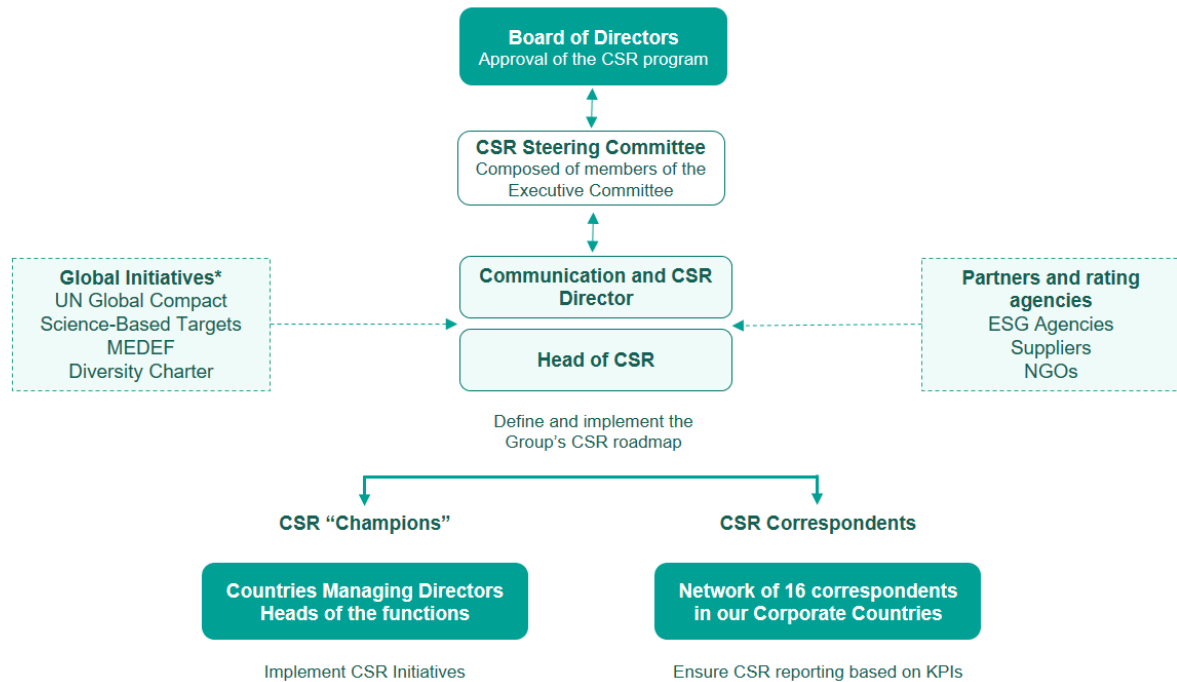 Board of Directors
Approval of the CSR program
CSR Steering Committee
Composed of members of the
Executive Committee
Global Initiatives*
UN Global Compact
Science-Based Targets
MEDEF
Diversity Charter
Communication and CSR
Director
Head of CSR
Partners and rating
agencies
ESG Agencies
Suppliers
NGOs
Define and implement the
Group’s CSR roadmap
CSR “Champions”
Countries Managing Directors
Heads of the functions
Implement CSR Initiatives
CSR Correspondents
Network of 16 correspondents
in our Corporate Countries
Ensure CSR reporting based on KPIs